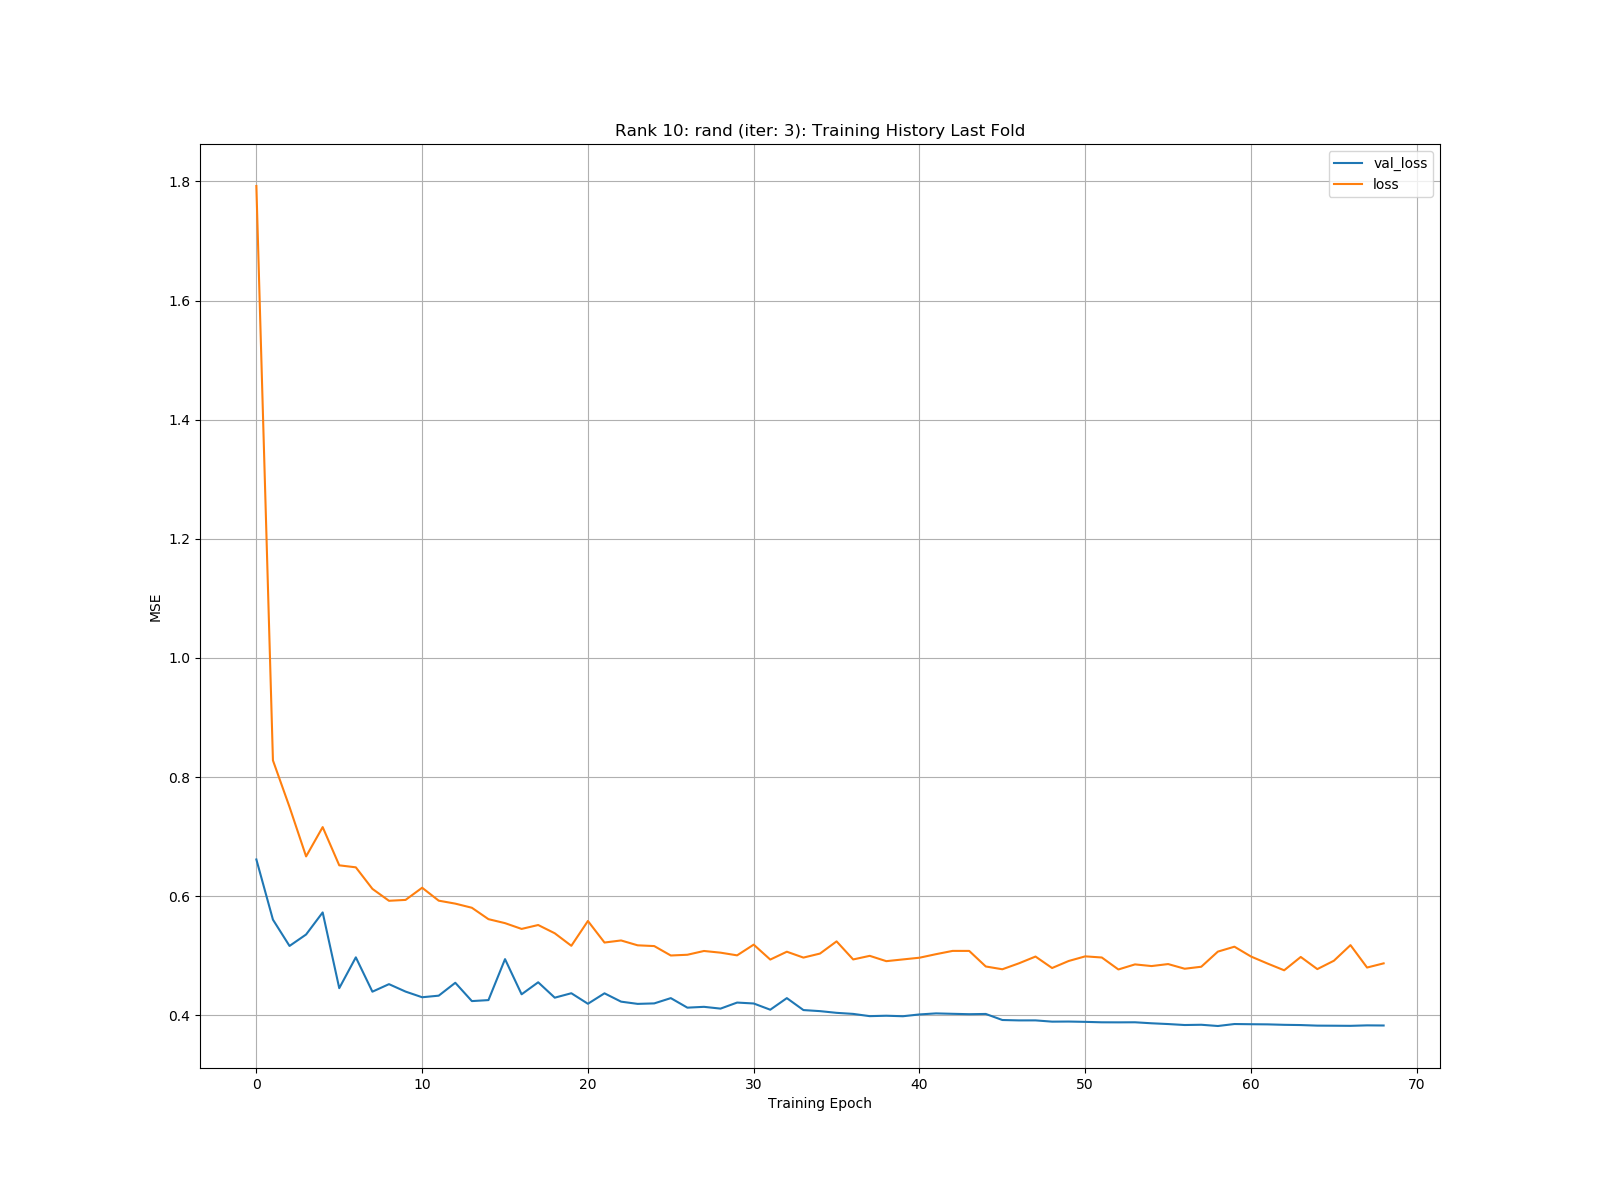 Rank 10: rand (iter: 3): Training History Last Fold
val_loss
loss
1.8
1.6
1.4
1.2
1.0
0.8
0.6
0.4
MSE
0 10 20 30 40 50 60 70
Training Epoch